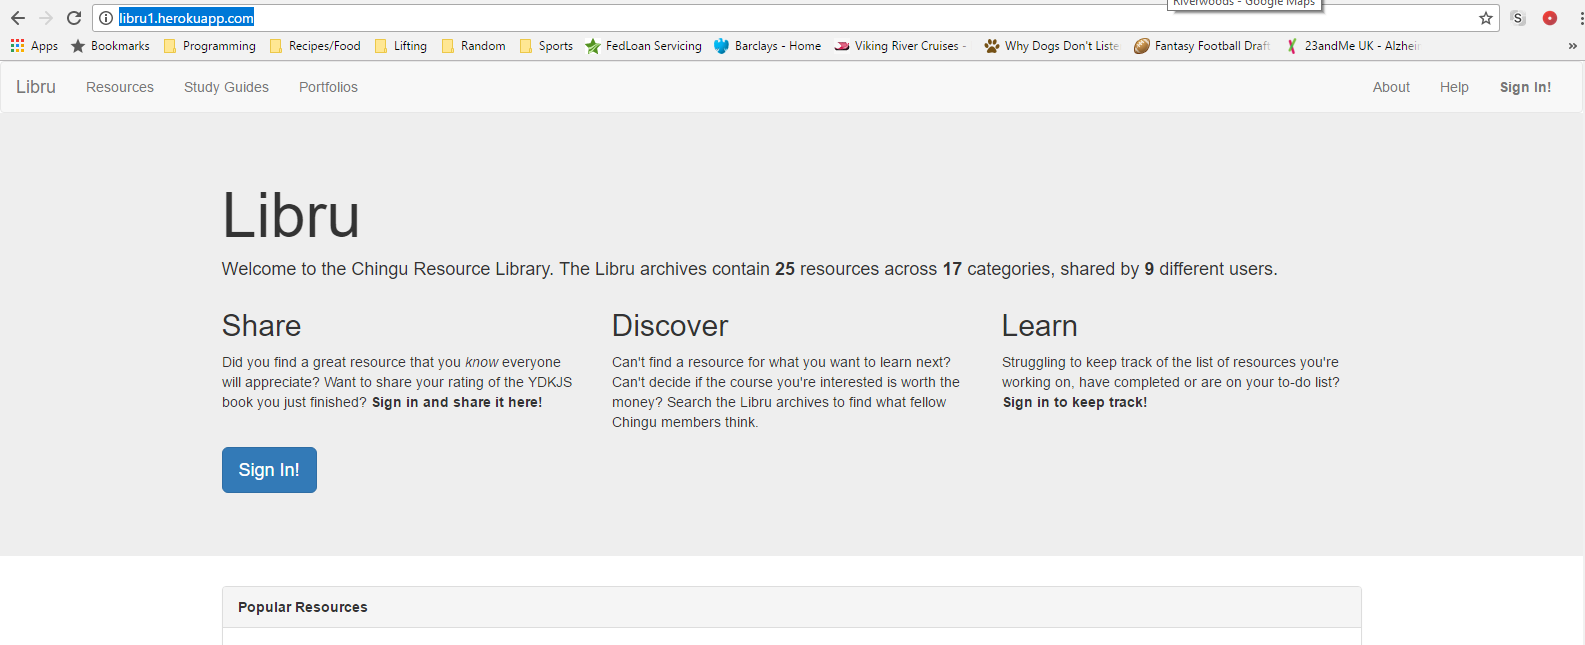 Riverwoods - Google Maps
libru1.herokuapp.com
S
Apps Bookmarks Programming Recipes/Food Lifting Random Sports FedLoan Servicing Barclays - Home Viking River Cruises - Why Dogs Don't Liste Fantasy Football Draft 23andMe UK - Alzhei »
Libru Resources Study Guides Portfolios About Help Sign In!
Libru
Welcome to the Chingu Resource Library. The Libru archives contain 25 resources across 17 categories, shared by 9 different users.
Share
Did you find a great resource that you know everyone
will appreciate? Want to share your rating of the YDKJS
book you just finished? Sign in and share it here!
Discover
Can't find a resource for what you want to learn next?
Can't decide if the course you're interested is worth the
money? Search the Libru archives to find what fellow
Chingu members think.
Learn
Struggling to keep track of the list of resources you're
working on, have completed or are on your to-do list?
Sign in to keep track!
Sign In!
Popular Resources